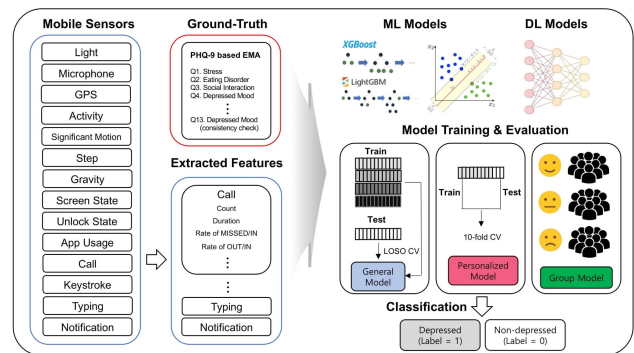 Mobile Sensors
Light
Microphone
GPS
Activity
Significant Motion
Step
Gravity
Screen State
Unlock State
App Usage
Call
Keystroke
Typing
Notification
Ground-Truth
PHQ-9 based EMA
Q1. Stress
Q2. Eating Disorder
Q3. Social Interaction
Q4. Depressed Mood
Q13. Depressed Mood
(consistency check)
Extracted Features
Call
Count
Duration
Rate of MISSED/IN
Rate of OUT/IN
Typing
Notification
ML Models
XGBoost
LightGBM
x₂
x₁
DL Models
Model Training & Evaluation
Train
Test
LOSO CV
General
Model
Train
Test
10-fold CV
Personalized
Model
Group Model
Classification
Depressed
(Label = 1)
Non-depressed
(Label = 0)